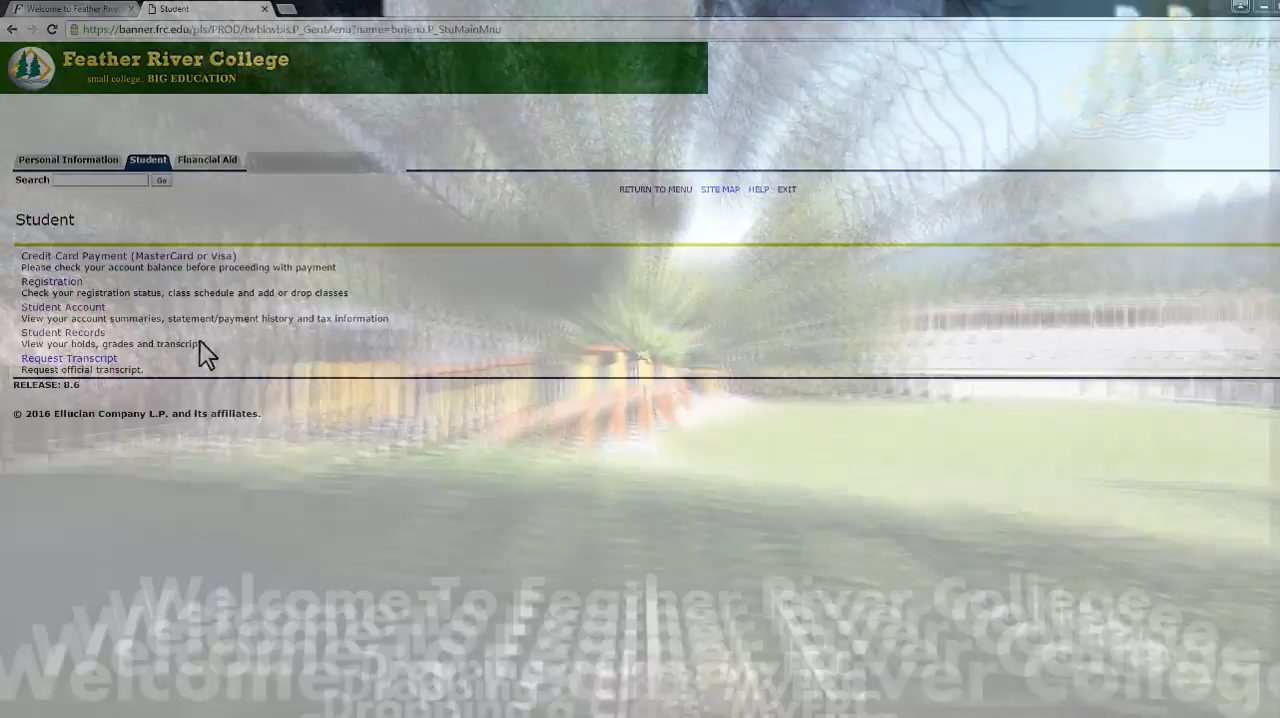 Welcome to Feather Rive
Student
https://banner.frc.edu/pls/PROD/twbkwbis.P_GenMenu?name=bmenu.P_StuMainMnu
Feather River College
small college.. BIG EDUCATION
Personal Information Student Financial Aid
Search Go
RETURN TO MENU SITE MAP HELP EXIT
Student
Credit Card Payment (MasterCard or Visa)
Please check your account balance before proceeding with payment
Registration
Check your registration status, class schedule and add or drop classes
Student Account
View your account summaries, statement/payment history and tax information
Student Records
View your holds, grades and transcrip
Request Transcript
Request official transcript.
RELEASE: 8.6
© 2016 Ellucian Company L.P. and its affiliates.
Welcome To Feather River College
Dropping a Class: MyFRC